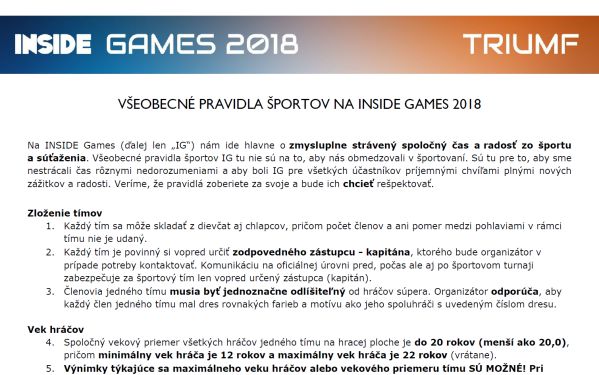 INSIDE GAMES 2018 TRIUMF
VŠEOBECNÉ PRAVIDLA ŠPORTOV NA INSIDE GAMES 2018
Na INSIDE Games (ďalej len „IG“) nám ide hlavne o zmysluplne strávený spoločný čas a radosť zo športu
a súťaženia. Všeobecné pravidla športov IG tu nie sú na to, aby nás obmedzovali v športovaní. Sú tu pre to, aby sme
nestrácali čas rôznymi nedorozumeniami a aby boli IG pre všetkých účastníkov príjemnými chvíľami plnými nových
zážitkov a radosti. Veríme, že pravidlá zoberiete za svoje a bude ich chcieť rešpektovať.
Zloženie tímov
1. Každý tím sa môže skladať z dievčat aj chlapcov, pričom počet členov a ani pomer medzi pohlaviami v rámci
tímu nie je udaný.
2. Každý tím je povinný si vopred určiť zodpovedného zástupcu - kapitána, ktorého bude organizátor v
prípade potreby kontaktovať. Komunikáciu na oficiálnej úrovni pred, počas ale aj po športovom turnaji
zabezpečuje za športový tím len vopred určený zástupca (kapitán).
3. Členovia jedného tímu musia byť jednoznačne odlíšiteľný od hráčov súpera. Organizátor odporúča, aby
každý člen jedného tímu mal dres rovnakých farieb a motívu ako jeho spoluhráči s uvedeným číslom dresu.
Vek hráčov
4. Spoločný vekový priemer všetkých hráčov jedného tímu na hracej ploche je do 20 rokov (menší ako 20,0),
pričom minimálny vek hráča je 12 rokov a maximálny vek hráča je 22 rokov (vrátane).
5. Výnimky týkajúce sa maximálneho veku hráčov alebo vekového priemeru tímu SÚ MOŽNÉ! Pri